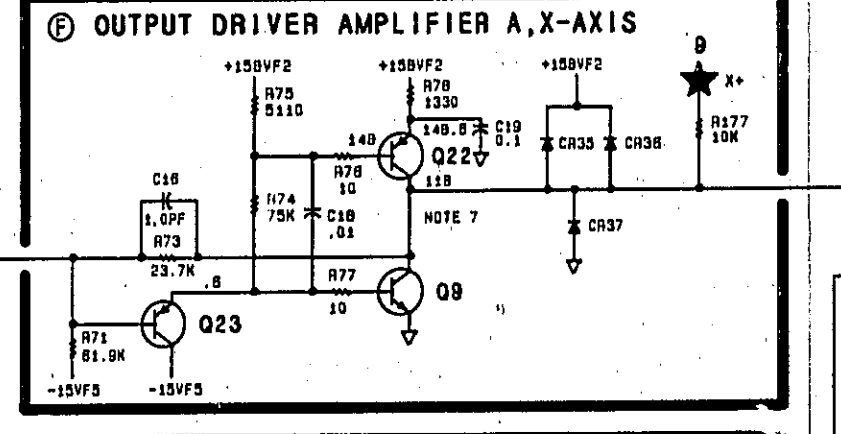 Ⓕ OUTPUT DRIVER AMPLIFIER A,X-AXIS
+158VF2
+158VF2
+158VF2
9
X+
R75
5110
R78
1330
148.8
C19
0.1
148
Q22
R76
10
118
CR35
CR36
R177
10K
C16
1.0PF
R73
23.7K
R74
75K
C18
.01
NOTE 7
CR37
.6
R77
10
Q9
Q23
R71
61.9K
-15VF5
-15VF5